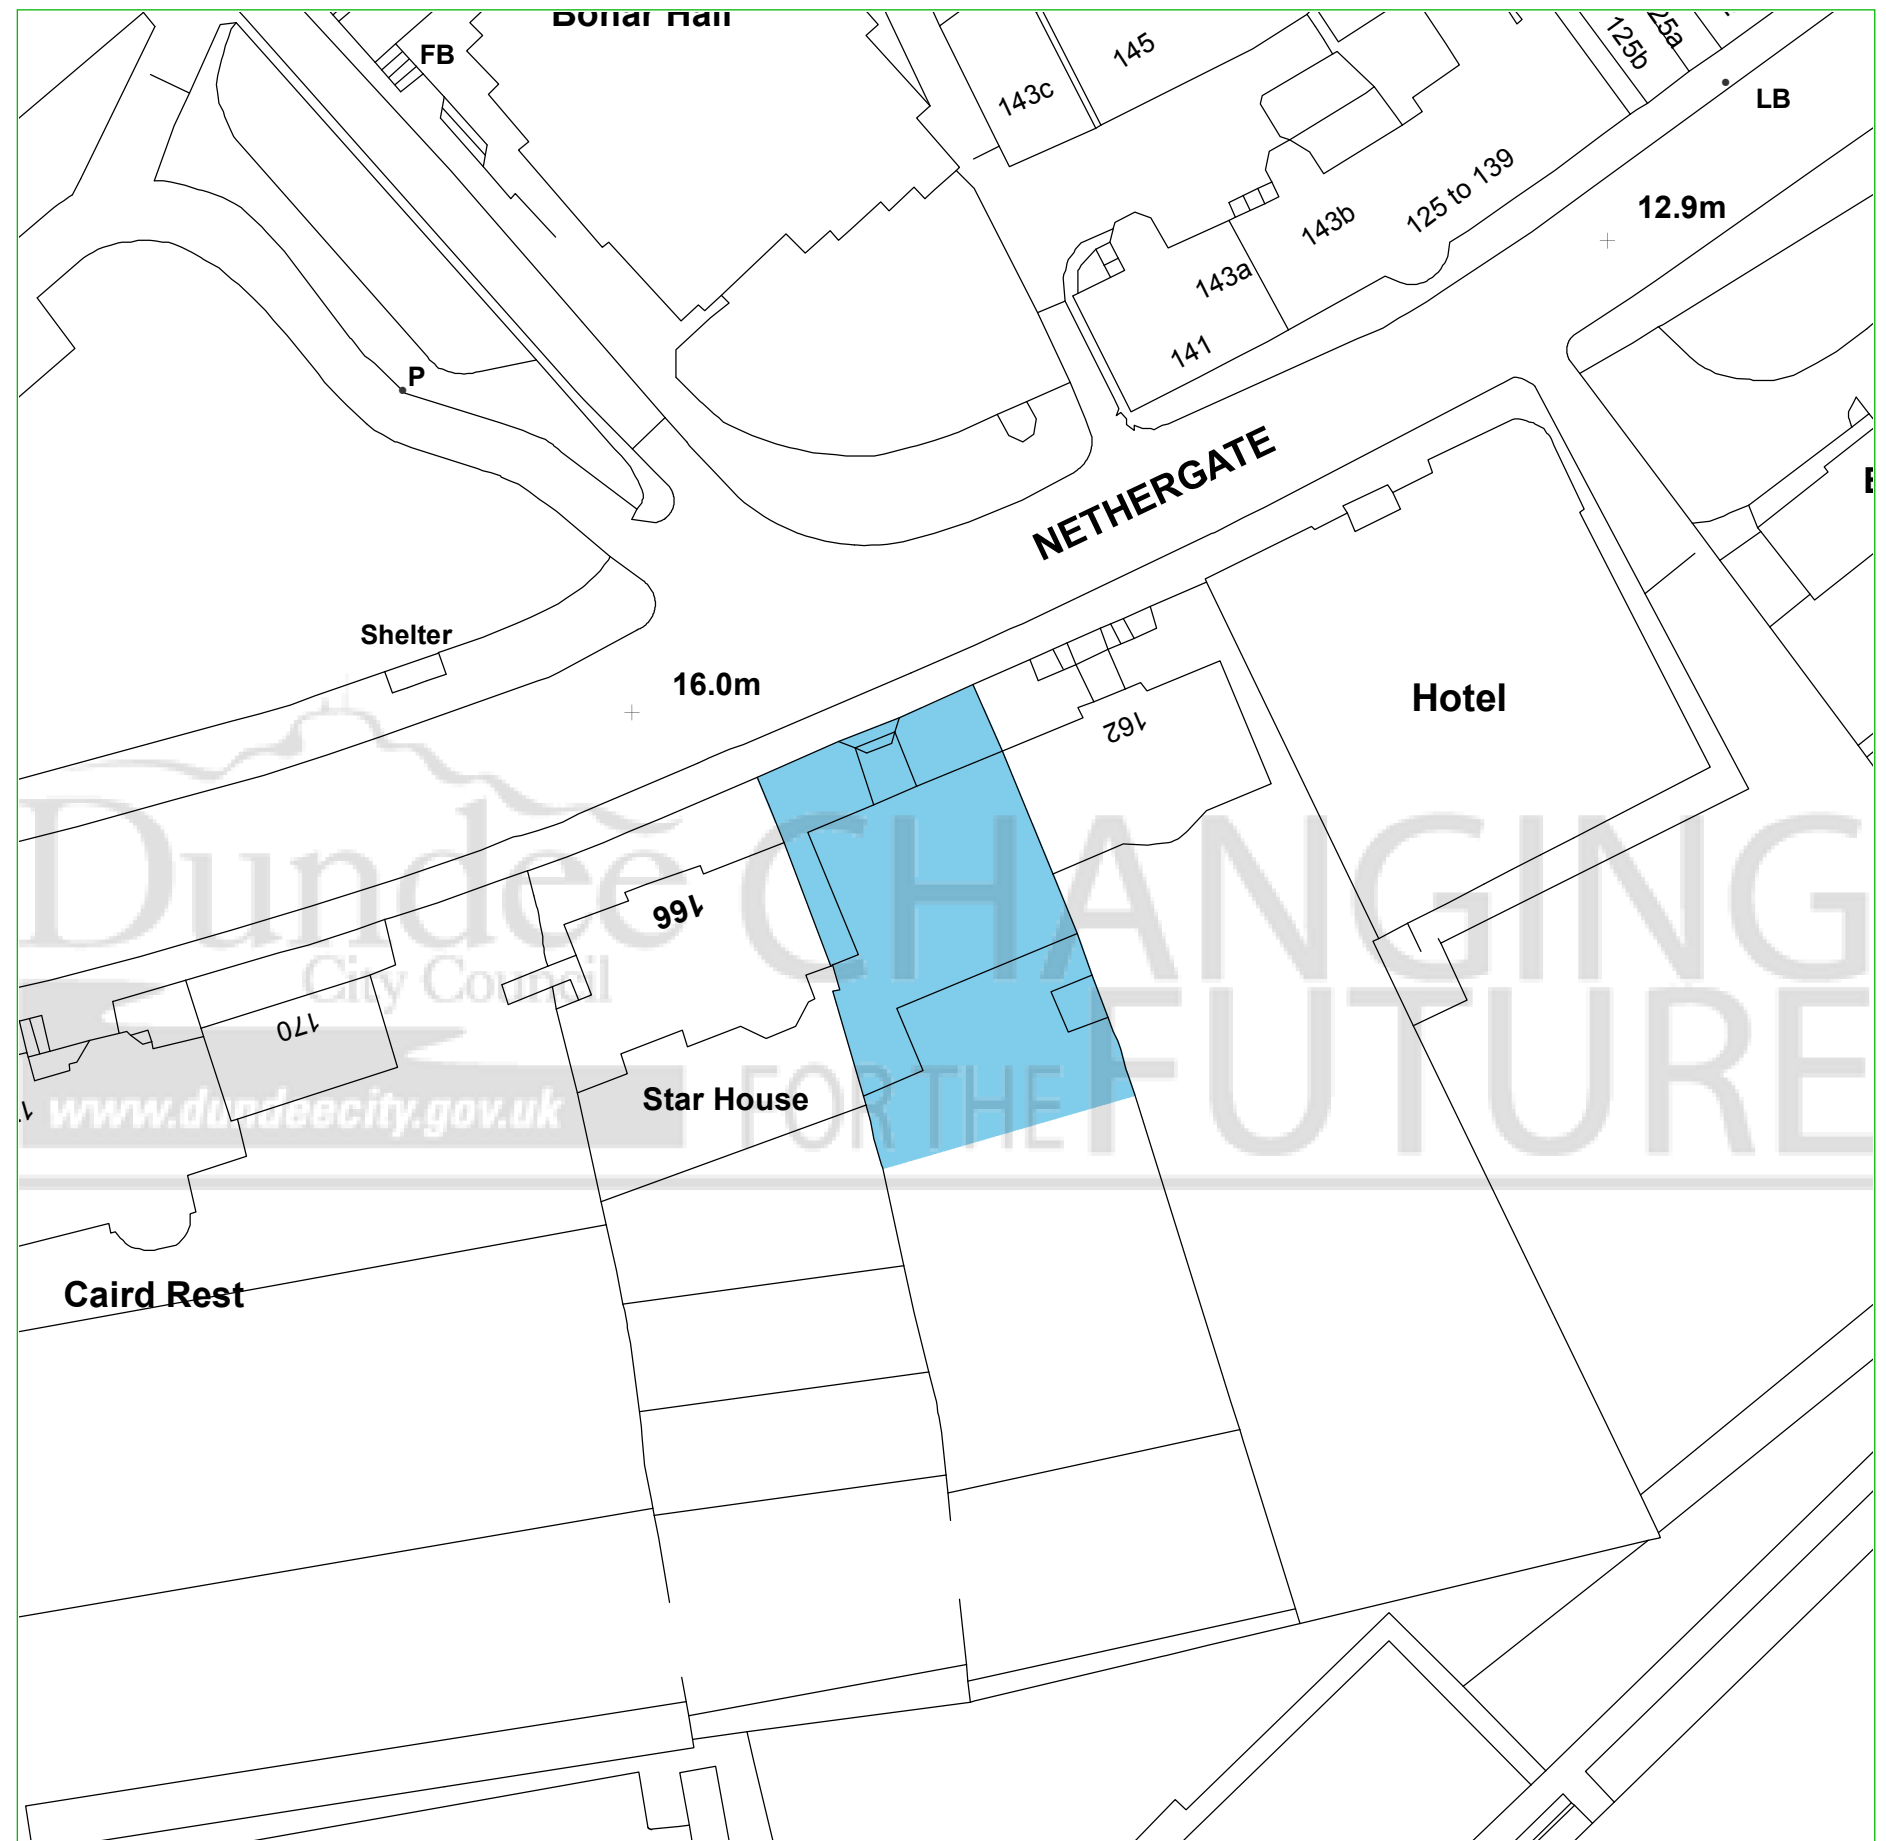 Bonar Hall
FB
145
143c
125b
25a
LB
125 to 139
12.9m
143b
143a
141
P
NETHERGATE
Shelter
16.0m
Hotel
162
166
170
Star House
Caird Rest
Dundee
City Council
www.dundeecity.gov.uk
CHANGING
FOR THE FUTURE